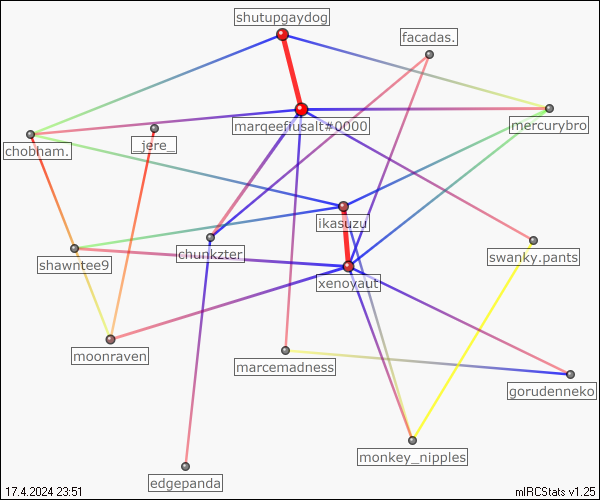 shutupgaydog
facadas.
marqeefiusalt#0000
mercurybro
chobham.
_jere_
ikasuzu
chunkzter
swanky.pants
shawntee9
xenoyaut
moonraven
marcemadness
gorudenneko
monkey_nipples
edgepanda
17.4.2024 23:51
mIRCStats v1.25